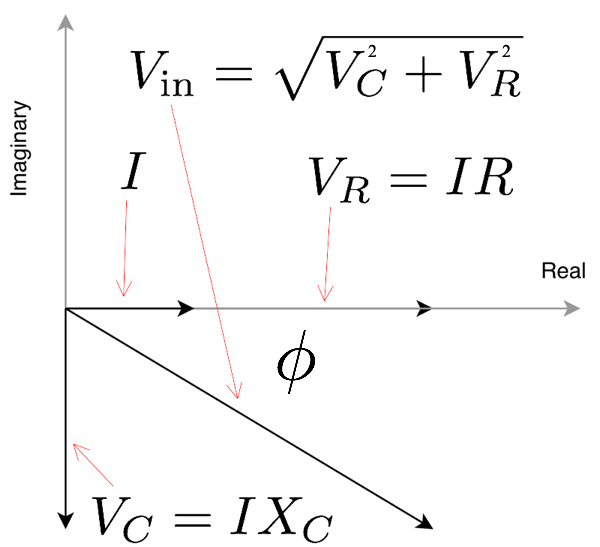 V_in = √(V_C² + V_R²)
Imaginary
I
V_R = IR
Real
ϕ
V_C = IX_C